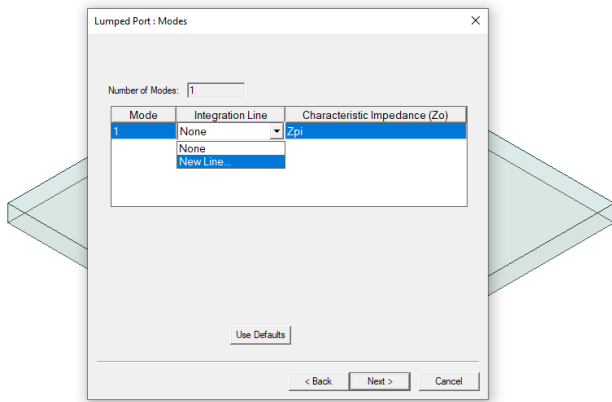 Lumped Port : Modes
Number of Modes: 1
Mode Integration Line Characteristic Impedance (Zo)
1 None Zpi
None
New Line...
Use Defaults
< Back Next > Cancel